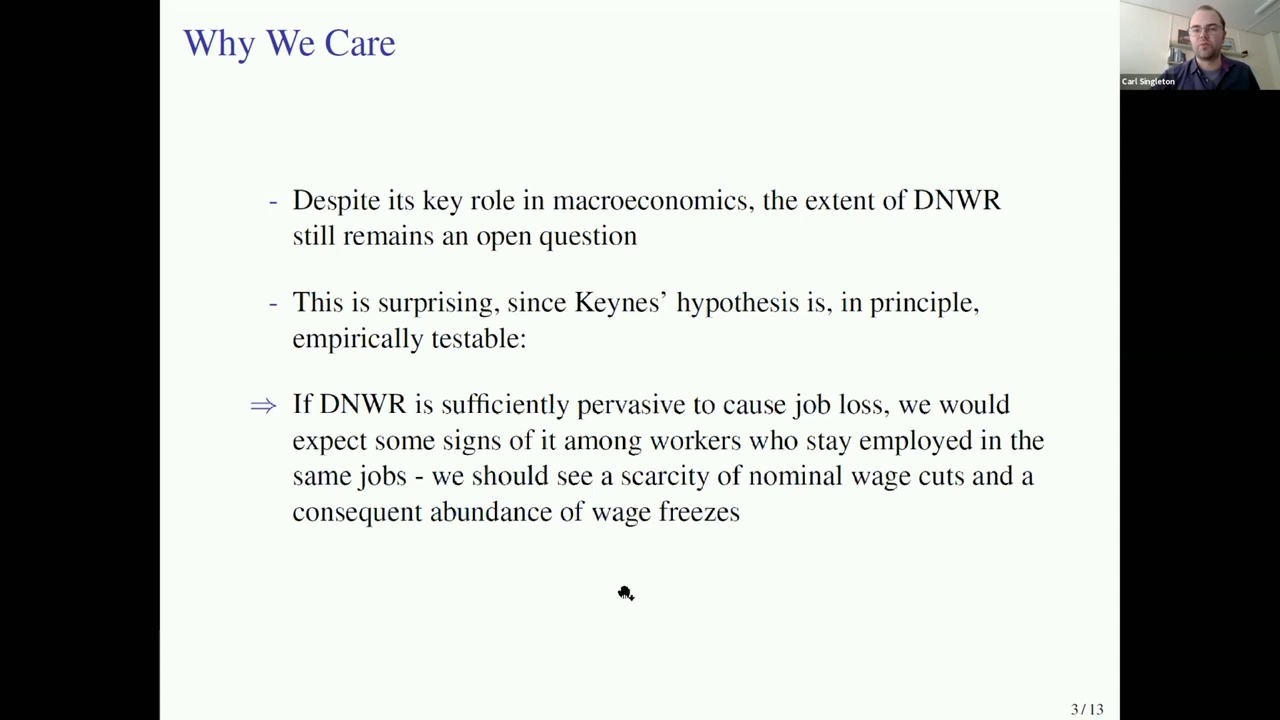 Why We Care
Carl Singleton
- Despite its key role in macroeconomics, the extent of DNWR
still remains an open question
- This is surprising, since Keynes’ hypothesis is, in principle,
empirically testable:
⇒ If DNWR is sufficiently pervasive to cause job loss, we would
expect some signs of it among workers who stay employed in the
same jobs - we should see a scarcity of nominal wage cuts and a
consequent abundance of wage freezes
3 / 13